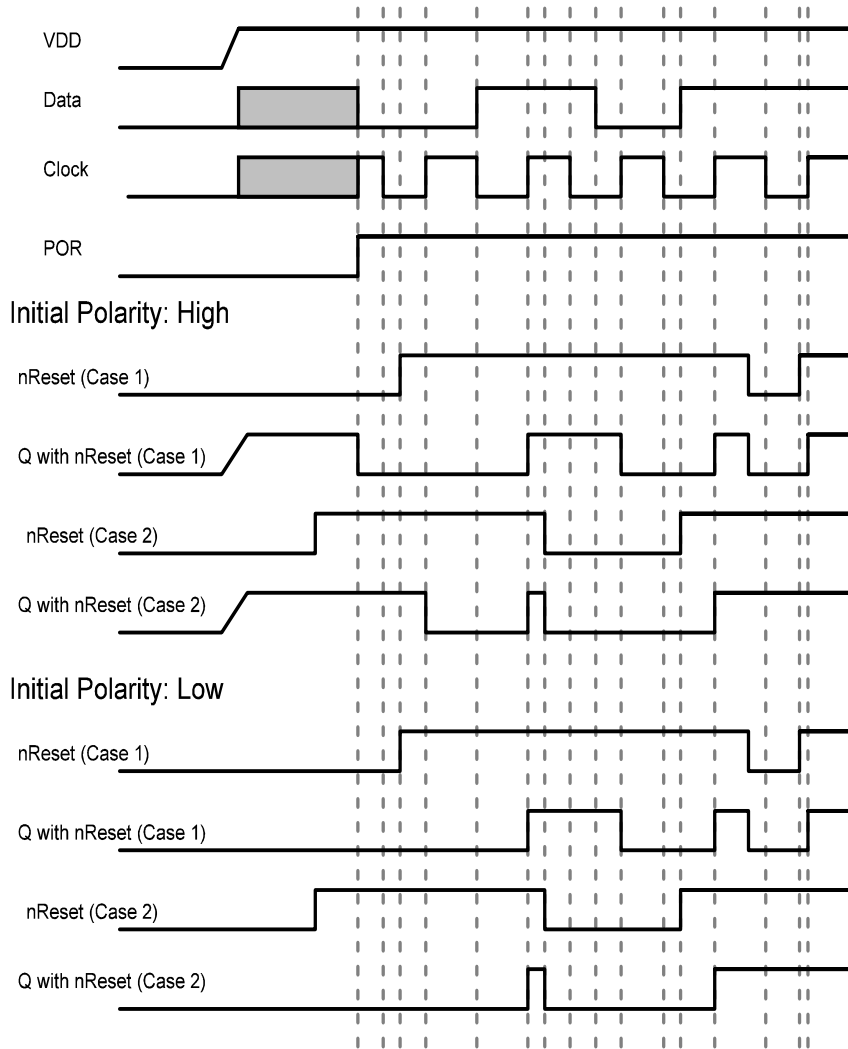 VDD
Data
Clock
POR
Initial Polarity: High
nReset (Case 1)
Q with nReset (Case 1)
nReset (Case 2)
Q with nReset (Case 2)
Initial Polarity: Low
nReset (Case 1)
Q with nReset (Case 1)
nReset (Case 2)
Q with nReset (Case 2)